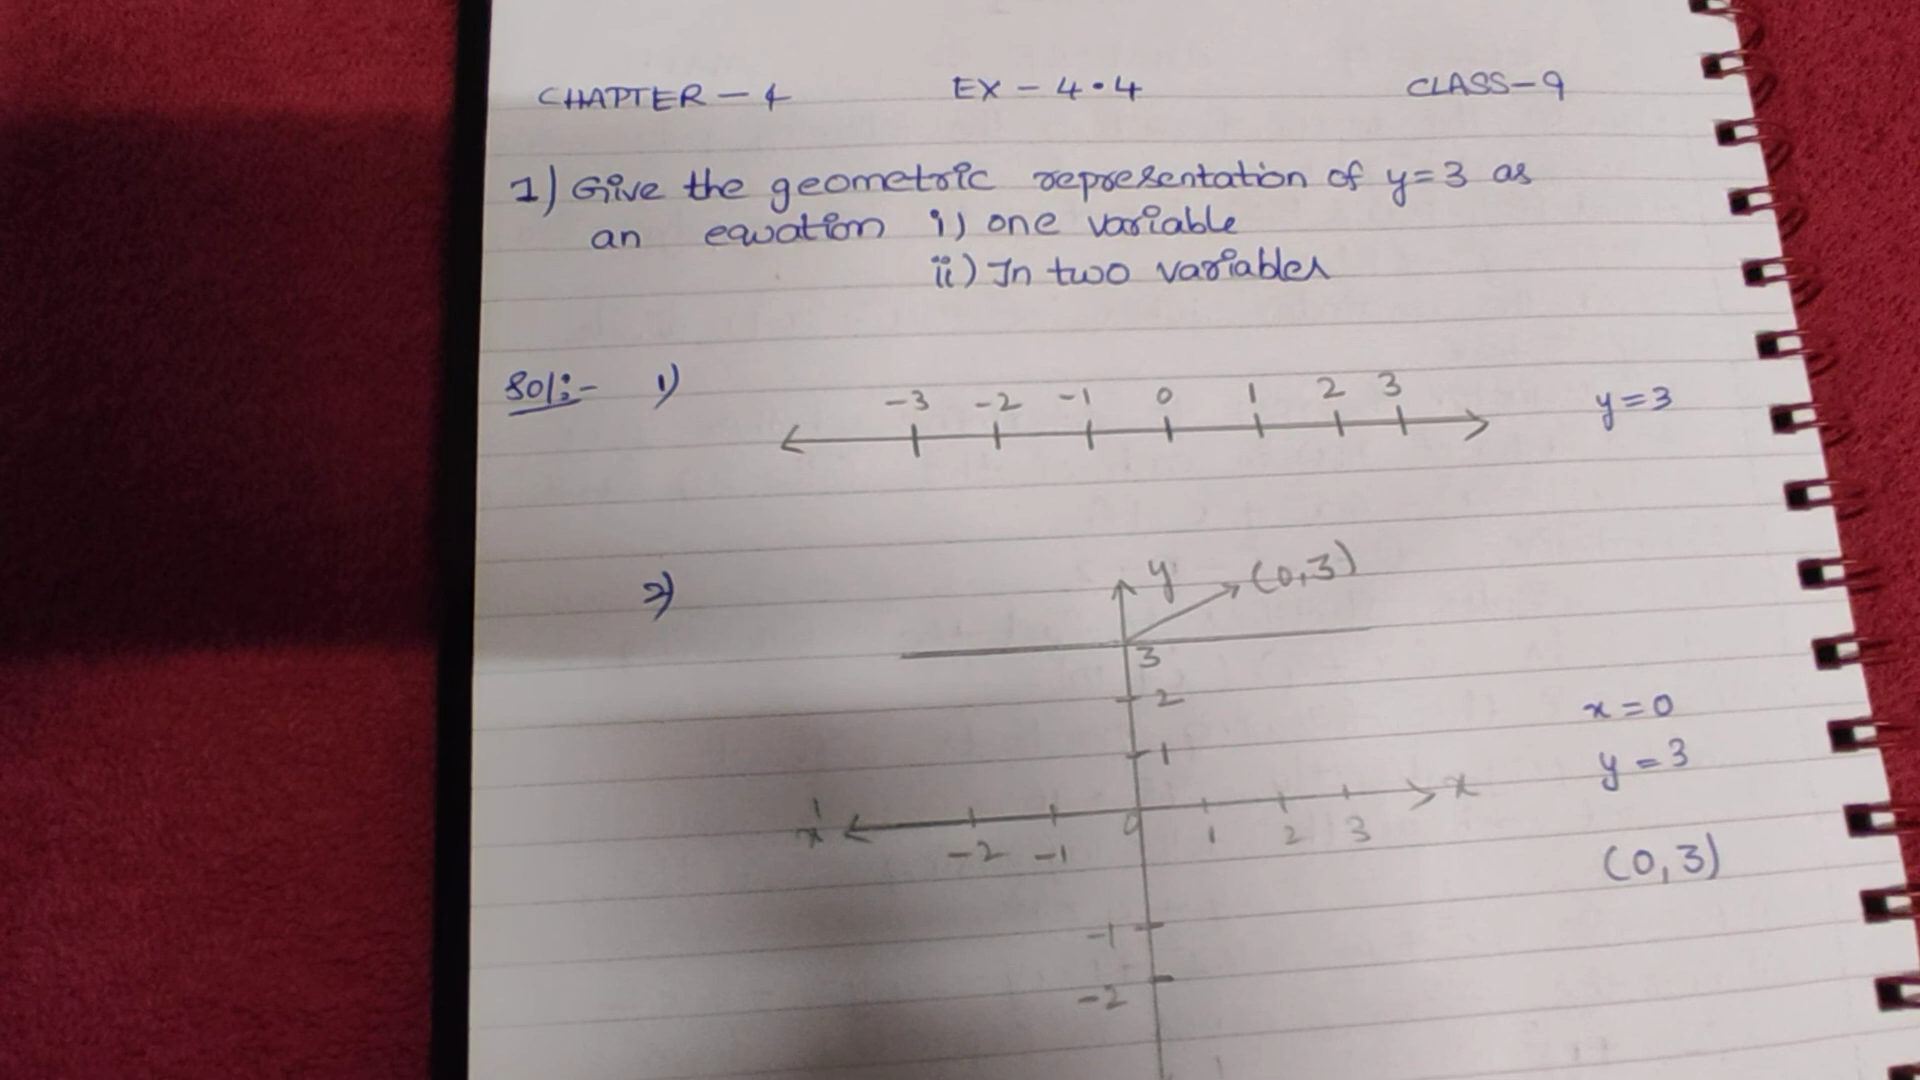 CHAPTER - 4 EX - 4.4 CLASS - 9
1) Give the geometric representation of y=3 as
an equation i) one variable
ii) In two variables
Sol:- 1)
-3 -2 -1 0 1 2 3 y=3
2)
y (0,3)
3
2
x=0
1
y=3
x' x
0 1 2 3
-2 -1
(0,3)
-1
-2